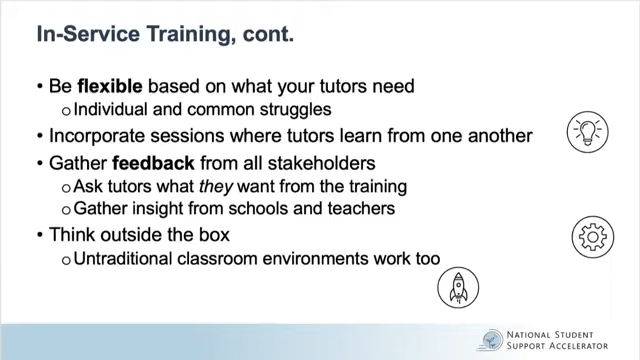 In-Service Training, cont.
• Be flexible based on what your tutors need
o Individual and common struggles
• Incorporate sessions where tutors learn from one another
• Gather feedback from all stakeholders
o Ask tutors what they want from the training
o Gather insight from schools and teachers
• Think outside the box
o Untraditional classroom environments work too
NATIONAL STUDENT
SUPPORT ACCELERATOR